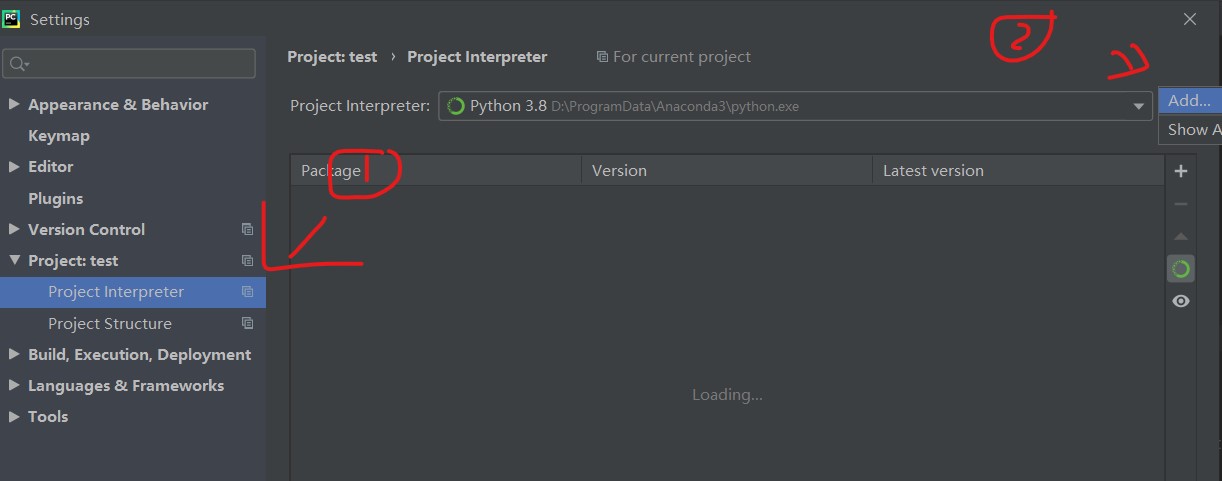 PC
Settings
2
Project: test › Project Interpreter For current project
Appearance & Behavior
Project Interpreter: Python 3.8 D:\ProgramData\Anaconda3\python.exe
Add...
Show A
Keymap
Editor
Plugins
Version Control
Project: test
Project Interpreter
Project Structure
Build, Execution, Deployment
Languages & Frameworks
Tools
Package Version Latest version
1
Loading...